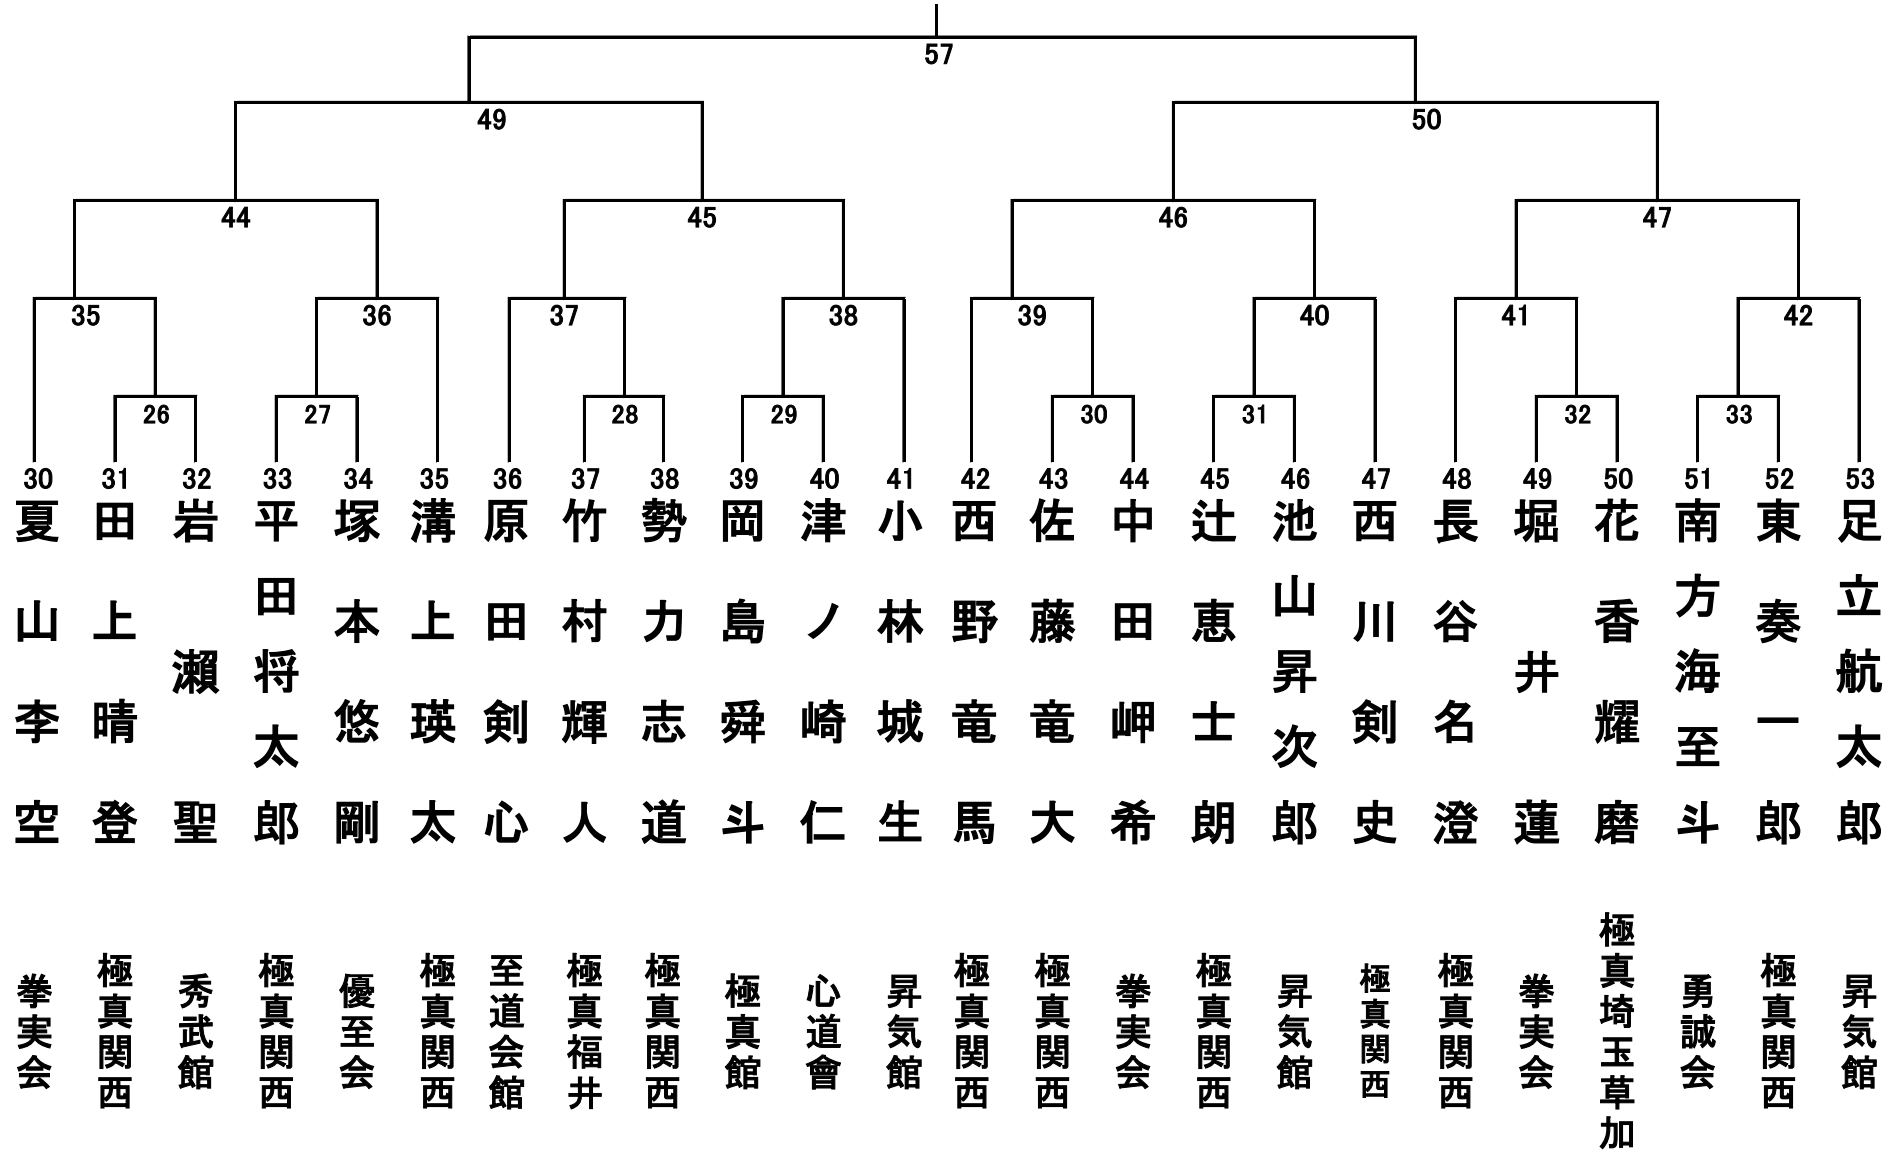 57
49
50
44
45
46
47
35
36
37
38
39
40
41
42
26
27
28
29
30
31
32
33
30
31
32
33
34
35
36
37
38
39
40
41
42
43
44
45
46
47
48
49
50
51
52
53
夏山李空
田上晴登
岩瀬聖
平田将太郎
塚本悠剛
溝上瑛太
原田剣心
竹村輝人
勢力志道
岡島舜斗
津ノ崎仁
小林城生
西野竜馬
佐藤竜大
中田岬希
辻恵士朗
池山昇次郎
西川剣史
長谷名澄
堀井蓮
花香耀磨
南方海至斗
東奏一郎
足立航太郎
拳実会
極真関西
秀武館
極真関西
優至会
極真関西
至道会館
極真福井
極真関西
極真館
心道會
昇気館
極真関西
極真関西
拳実会
極真関西
昇気館
極真関西
極真関西
拳実会
極真埼玉草加
勇誠会
極真関西
昇気館